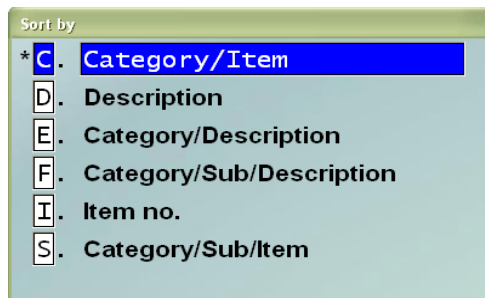 Sort by
*C. Category/Item
D. Description
E. Category/Description
F. Category/Sub/Description
I. Item no.
S. Category/Sub/Item